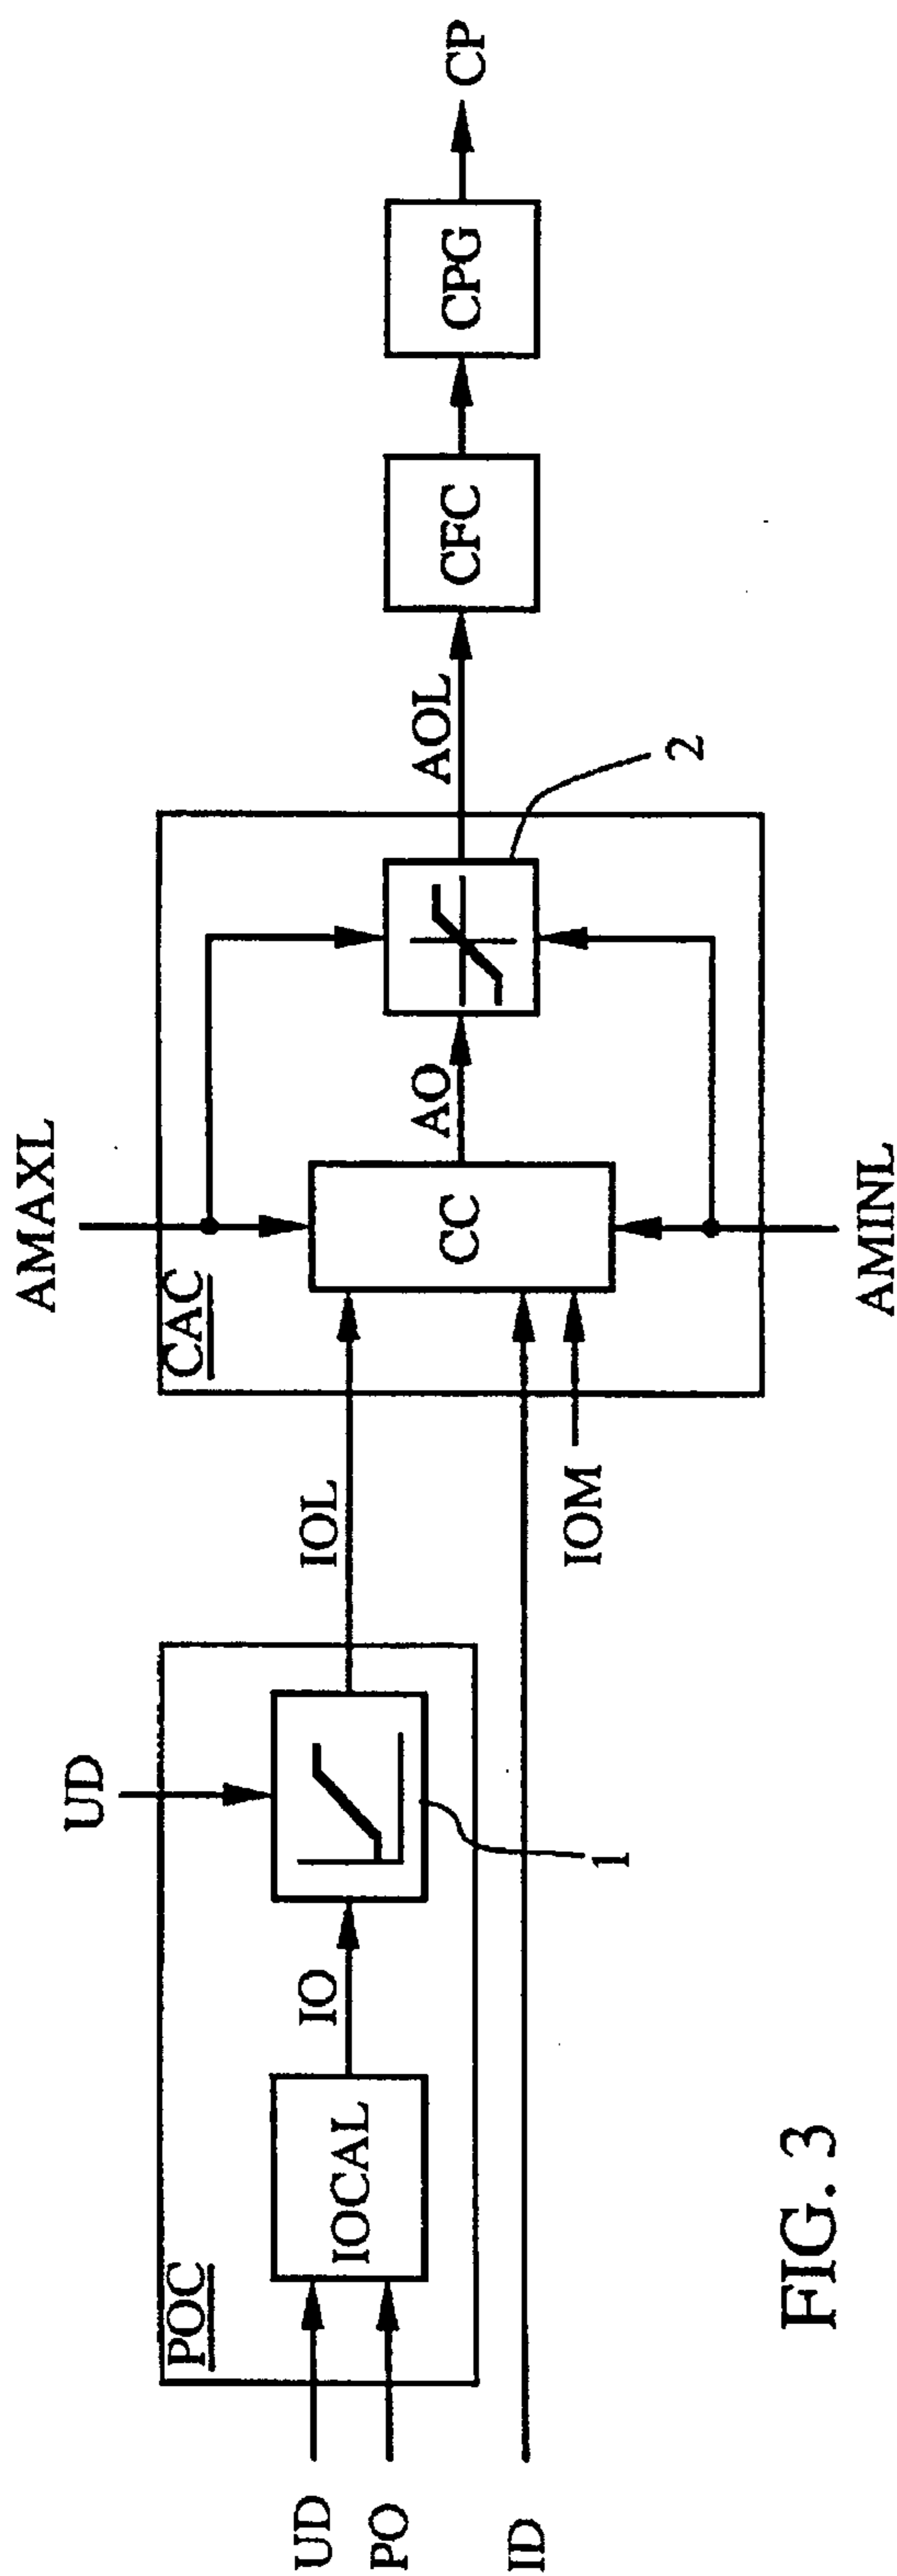 AMAXL
UD
POC
CAC
UD
PO
IOCAL
IO
1
IOL
CC
AO
2
AOL
CFC
CPG
CP
ID
IOM
AMINL
FIG. 3